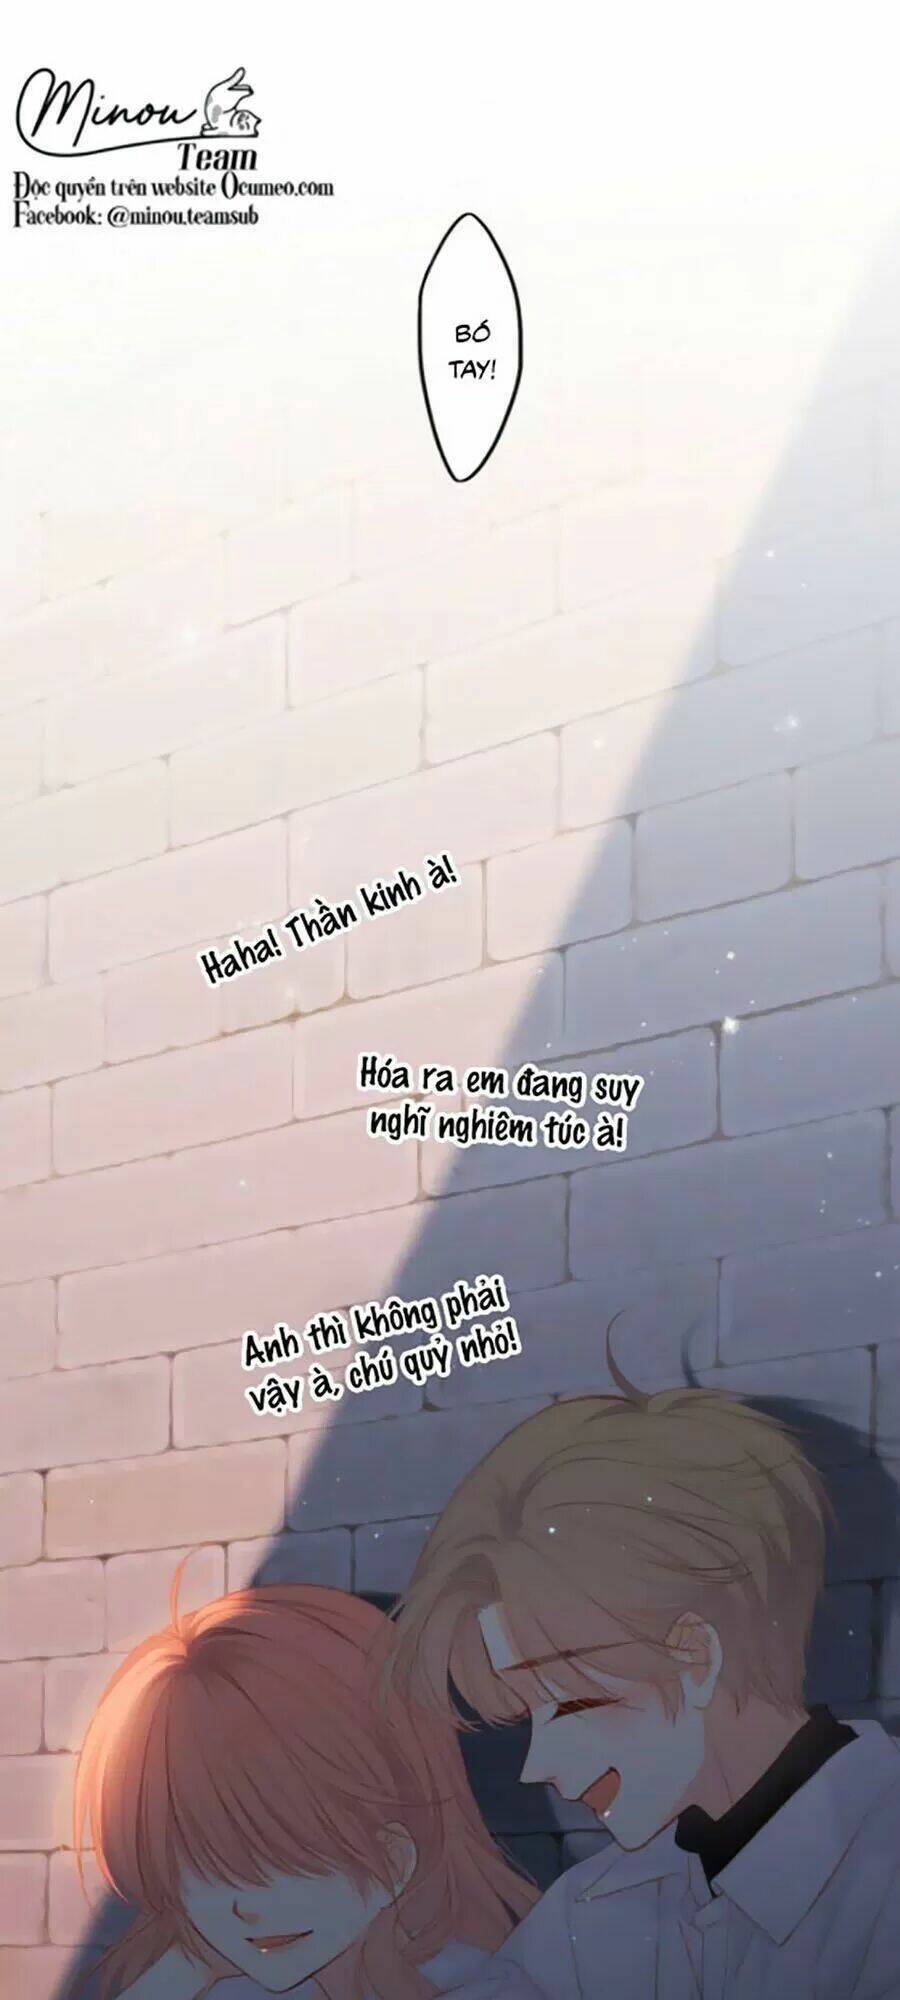 Minou
Team
Độc quyền trên website Ocumeo.com
Facebook: @minou.teamsub
BÓ
TAY!
Haha! Thần kinh à!
Hóa ra em đang suy
nghĩ nghiêm túc à!
Anh thì không phải
vậy à, chú quỷ nhỏ!